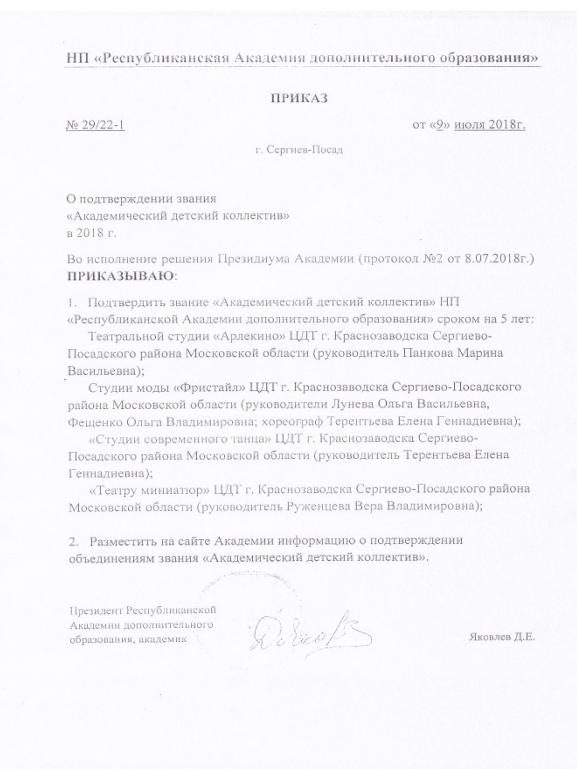 НП «Республиканская Академия дополнительного образования»
ПРИКАЗ
№ 29/22-1 от «9» июля 2018г.
г. Сергиев-Посад
О подтверждении звания
«Академический детский коллектив»
в 2018 г.
Во исполнение решения Президиума Академии (протокол №2 от 8.07.2018г.)
ПРИКАЗЫВАЮ:
1. Подтвердить звание «Академический детский коллектив» НП
«Республиканской Академии дополнительного образования» сроком на 5 лет:
Театральной студии «Арлекино» ЦДТ г. Краснозаводска Сергиево-
Посадского района Московской области (руководитель Панкова Марина
Васильевна);
Студии моды «Фристайл» ЦДТ г. Краснозаводска Сергиево-Посадского
района Московской области (руководители Лунева Ольга Васильевна,
Фещенко Ольга Владимировна; хореограф Терентьева Елена Геннадиевна);
«Студии современного танца» ЦДТ г. Краснозаводска Сергиево-
Посадского района Московской области (руководитель Терентьева Елена
Геннадиевна);
«Театру миниатюр» ЦДТ г. Краснозаводска Сергиево-Посадского района
Московской области (руководитель Руженцева Вера Владимировна);
2. Разместить на сайте Академии информацию о подтверждении
объединениям звания «Академический детский коллектив».
Президент Республиканской
Академии дополнительного
образования, академик Яковлев Д.Е.